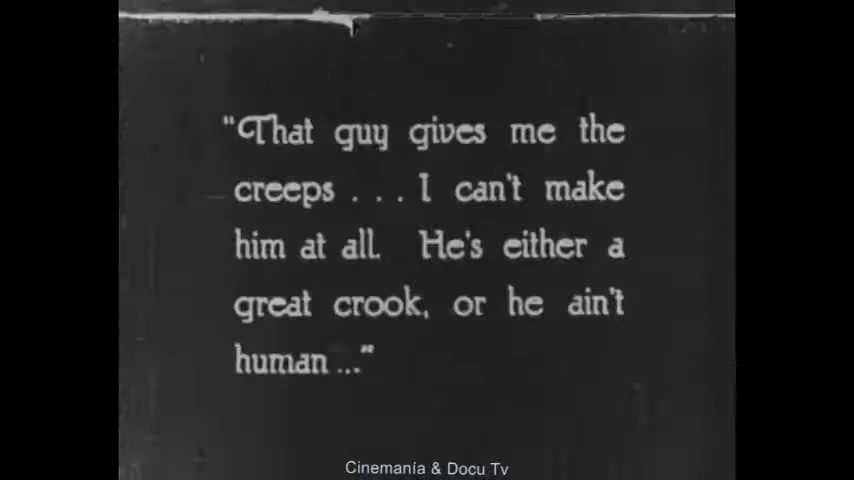 "That guy gives me the
creeps . . . I can't make
him at all. He's either a
great crook, or he ain't
human ..."
Cinemanía & Docu Tv